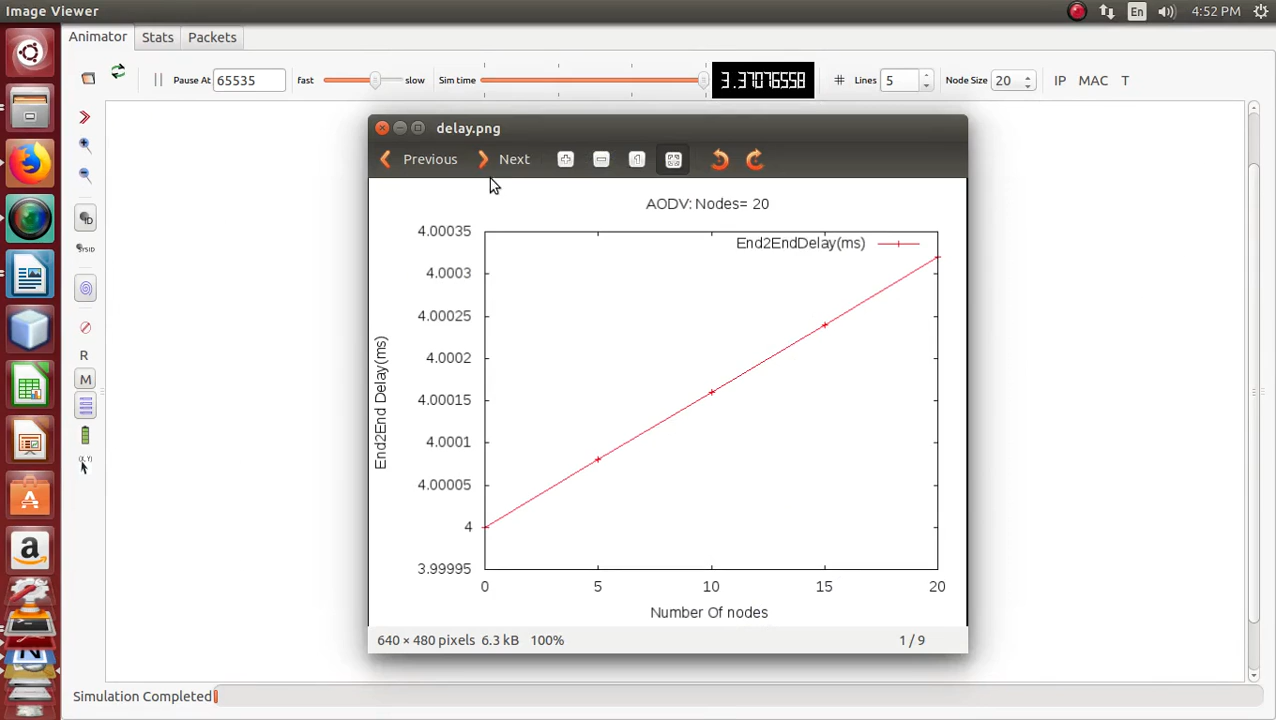 Image Viewer
En
4:52 PM
Animator
Stats
Packets
Pause At
65535
fast
slow
Sim time
3.37076558
Lines
5
Node Size
20
IP
MAC
T
delay.png
Previous
Next
ID
SYSID
R
M
(X,Y)
AODV: Nodes= 20
End2EndDelay(ms)
4.00035
4.0003
4.00025
4.0002
4.00015
4.0001
4.00005
4
3.99995
End2End Delay(ms)
0 5 10 15 20
Number Of nodes
640 × 480 pixels 6.3 kB 100%
1 / 9
Simulation Completed